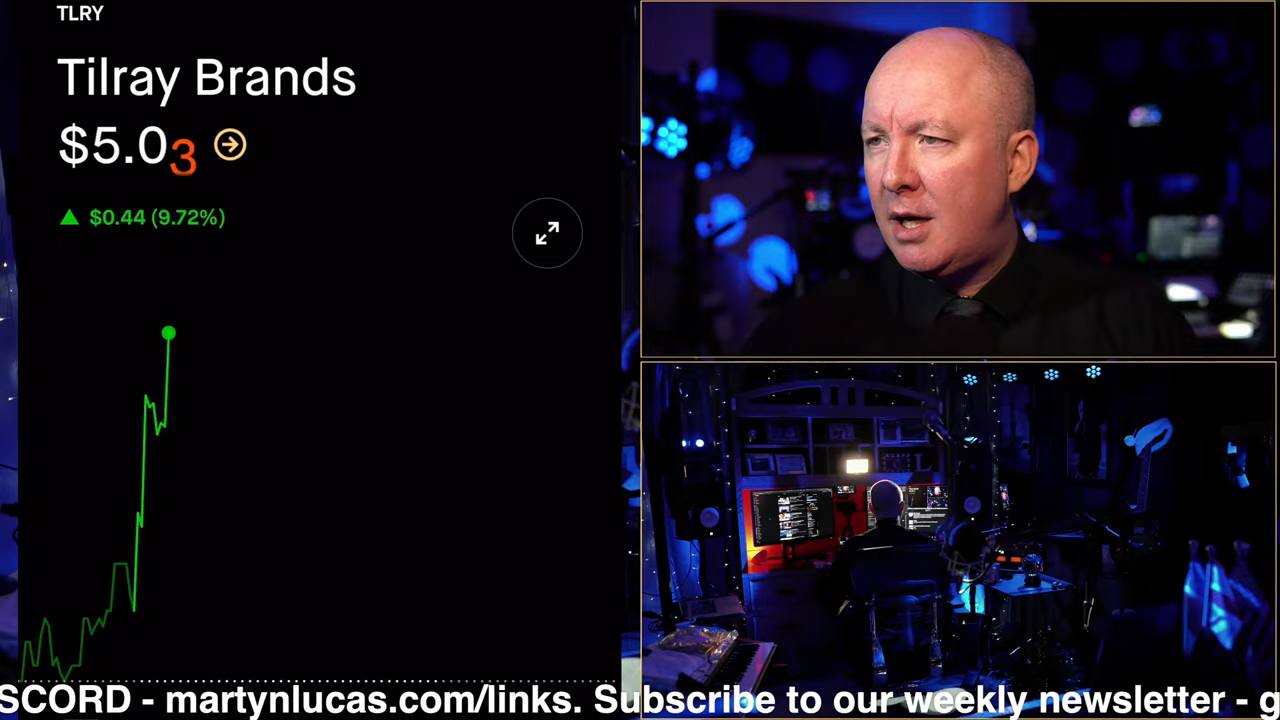 TLRY
Tilray Brands
$5.03
$0.44 (9.72%)
SCORD - martynlucas.com/links. Subscribe to our weekly newsletter - g